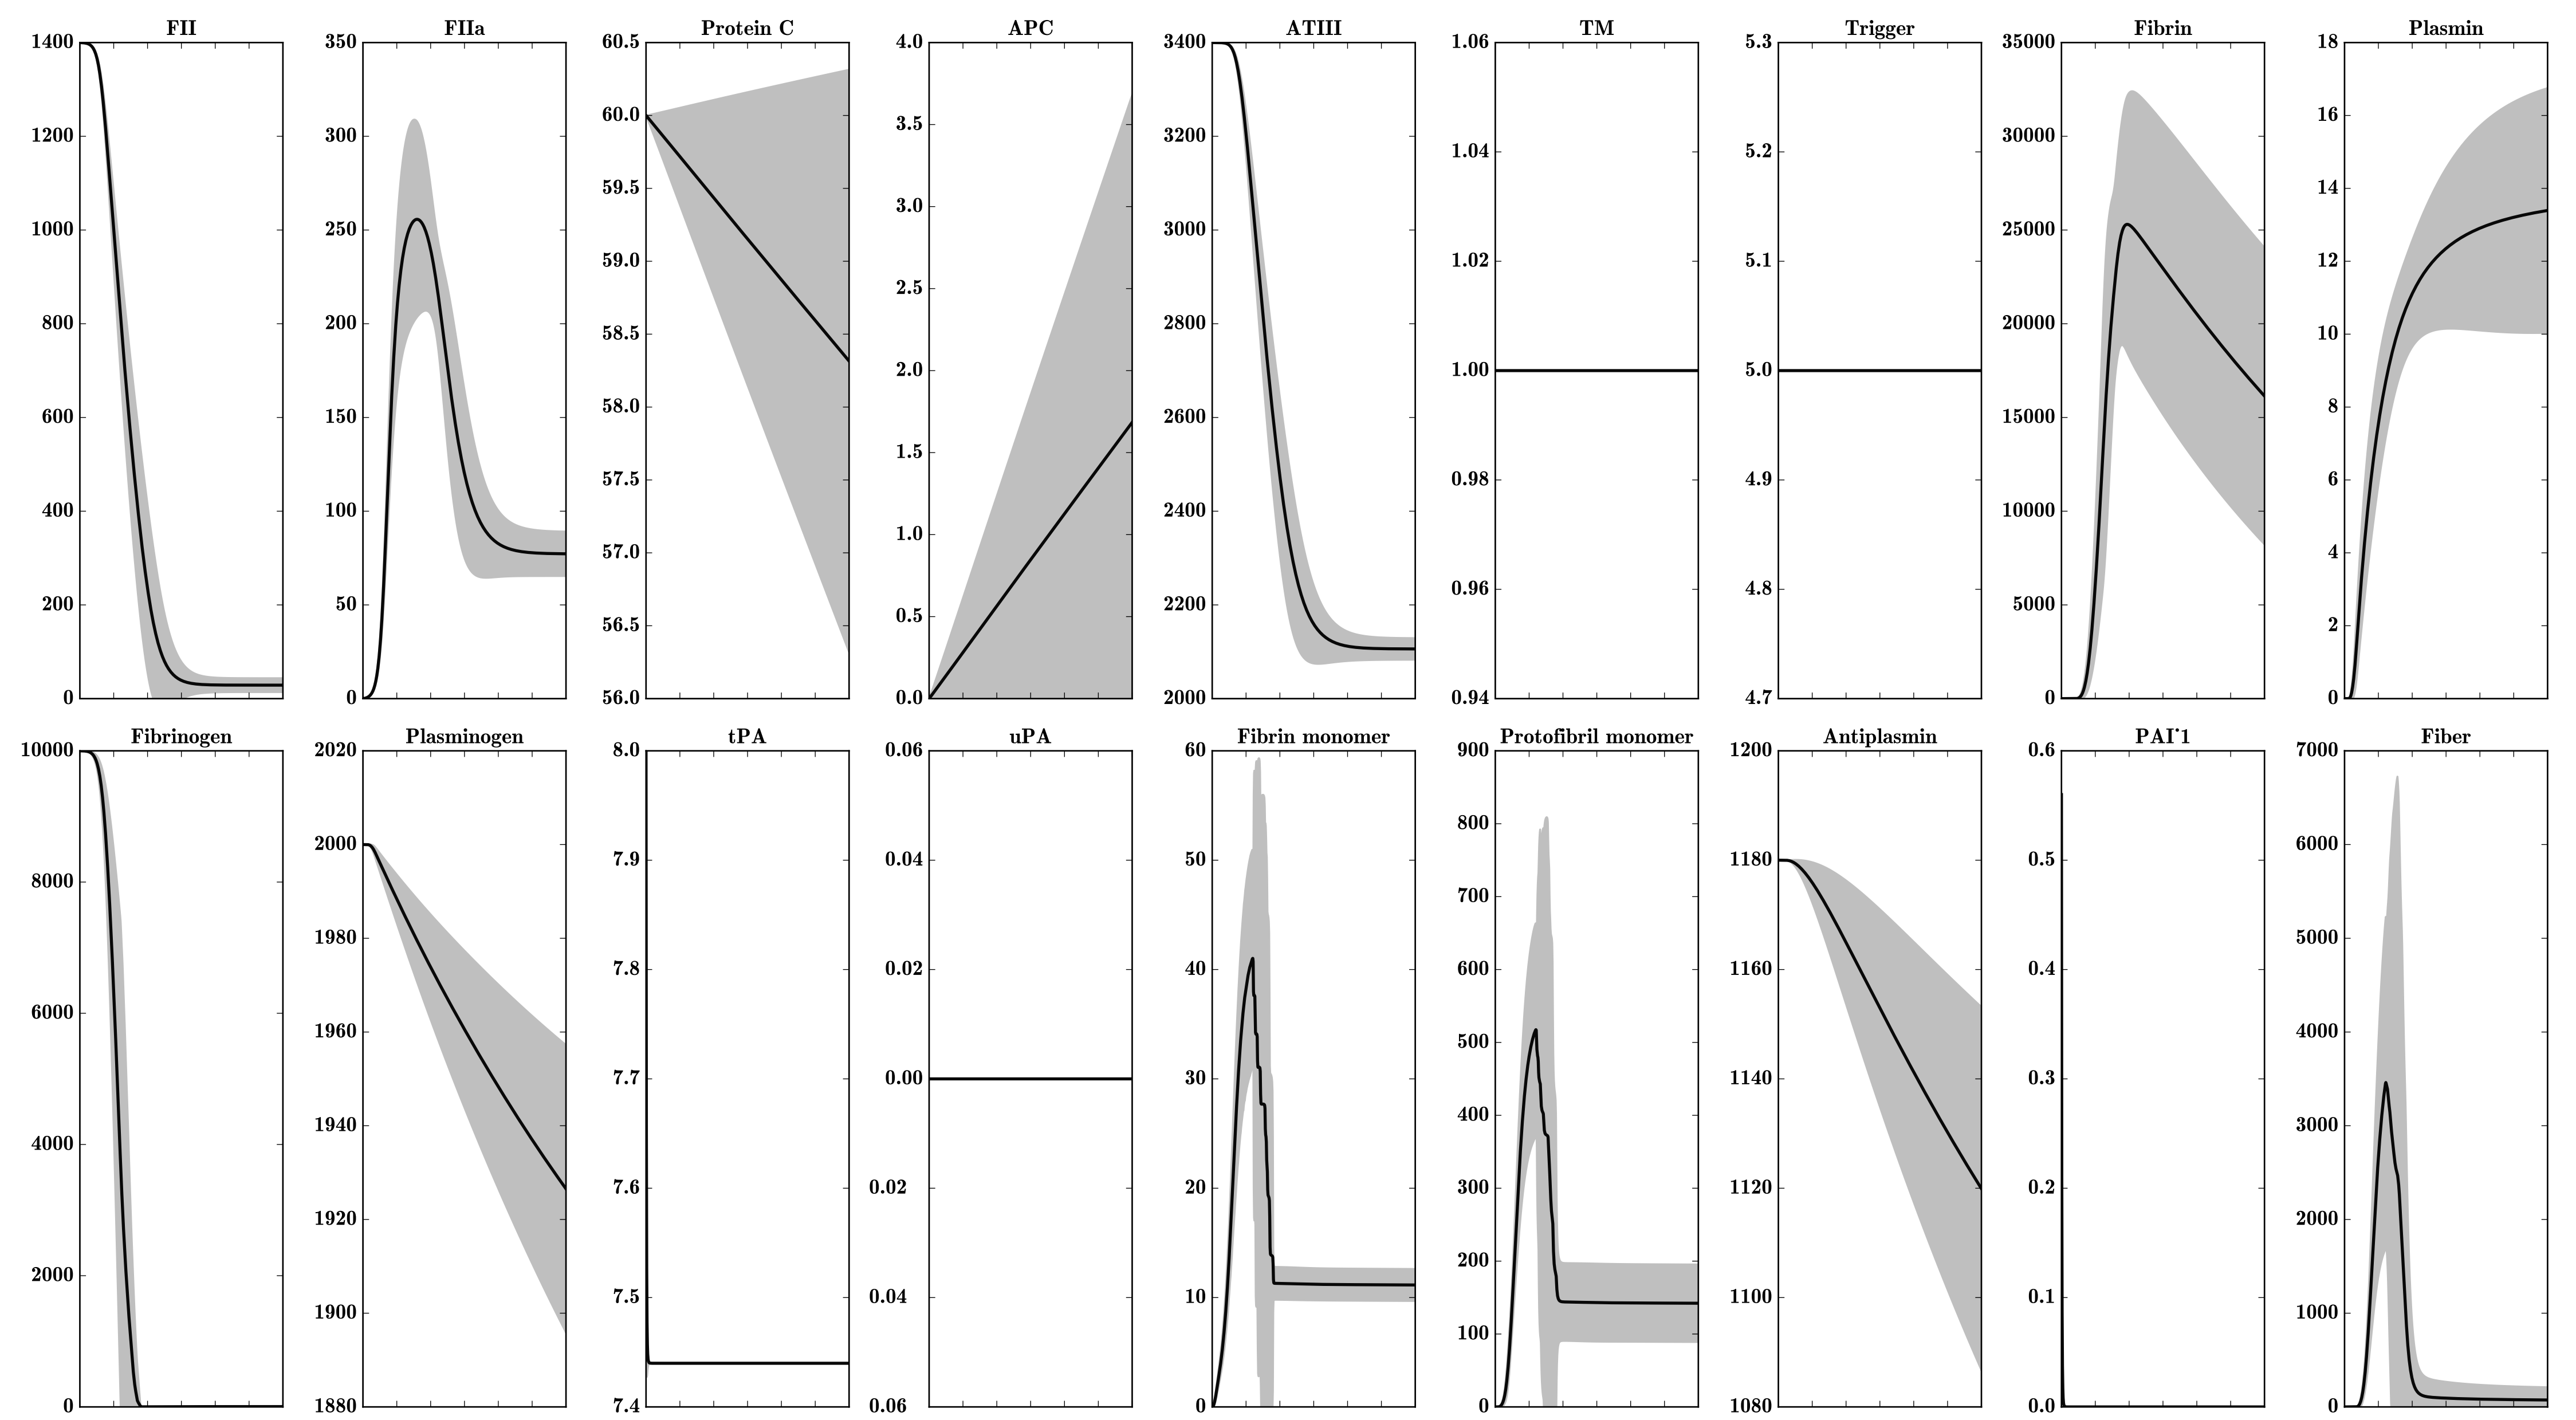 FII FIIa Protein C APC ATIII TM Trigger Fibrin Plasmin
1400 350 60.5 4.0 3400 1.06 5.3 35000 18
1200 300 60.0 3.5 3200 1.04 5.2 30000 16
1000 250 59.5 3.0 3000 1.02 5.1 25000 14
800 200 59.0 2.5 2800 1.00 5.0 20000 12
600 150 58.5 2.0 2600 0.98 4.9 15000 10
400 100 58.0 1.5 2400 0.96 4.8 10000 8
200 50 57.5 1.0 2200 0.94 4.7 5000 6
0 0 57.0 0.5 2000 0 4
56.5 0.0 2
56.0 0
Fibrinogen Plasminogen tPA uPA Fibrin monomer Protofibril monomer Antiplasmin PAI'1 Fiber
10000 2020 8.0 0.06 60 900 1200 0.6 7000
8000 2000 7.9 0.04 50 800 1180 0.5 6000
6000 1980 7.8 0.02 40 700 1160 0.4 5000
4000 1960 7.7 0.00 30 600 1140 0.3 4000
2000 1940 7.6 0.02 20 500 1120 0.2 3000
0 1920 7.5 0.04 10 400 1100 0.1 2000
1900 7.4 0.06 0 300 1080 0.0 1000
1880 200 0
100
0